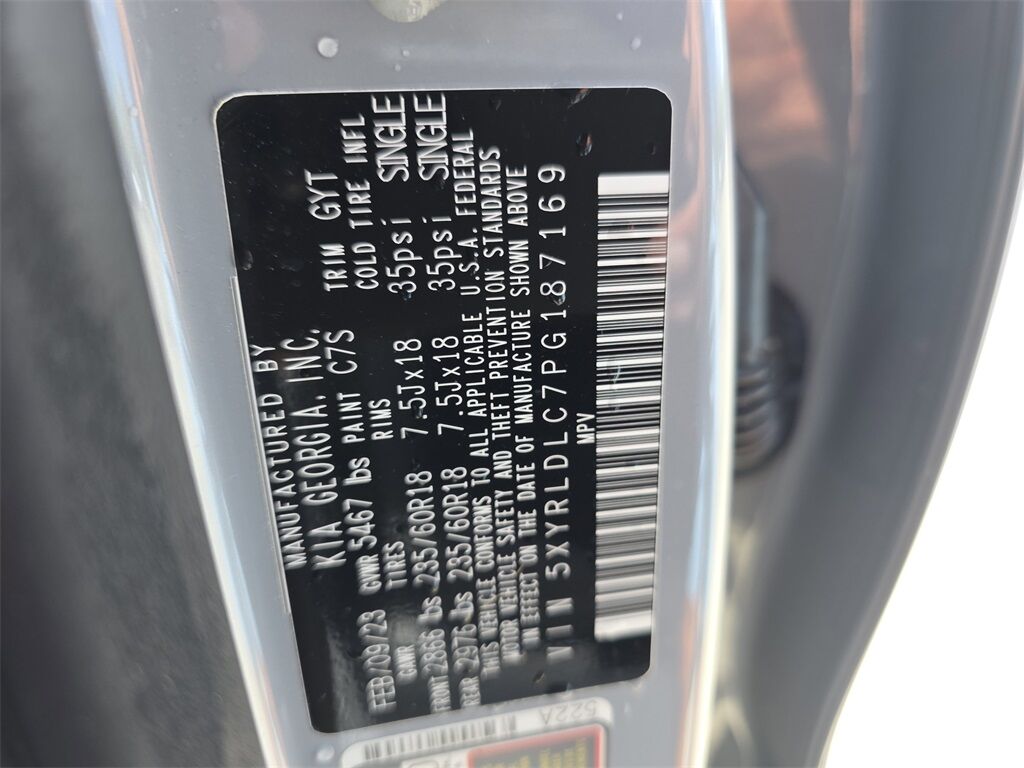 MANUFACTURED BY
KIA GEORGIA, INC.
FEB/09/23 GVWR 5467 lbs PAINT C7S TRIM GYT
GAWR TIRES RIMS COLD TIRE INFL
FRONT 2866 lbs 235/60R18 7.5Jx18 35psi SINGLE
REAR 2976 lbs 235/60R18 7.5Jx18 35psi SINGLE
THIS VEHICLE CONFORMS TO ALL APPLICABLE U.S.A. FEDERAL
MOTOR VEHICLE SAFETY AND THEFT PREVENTION STANDARDS
IN EFFECT ON THE DATE OF MANUFACTURE SHOWN ABOVE
VIN 5XYRLDLC7PG187169
MPV
522A